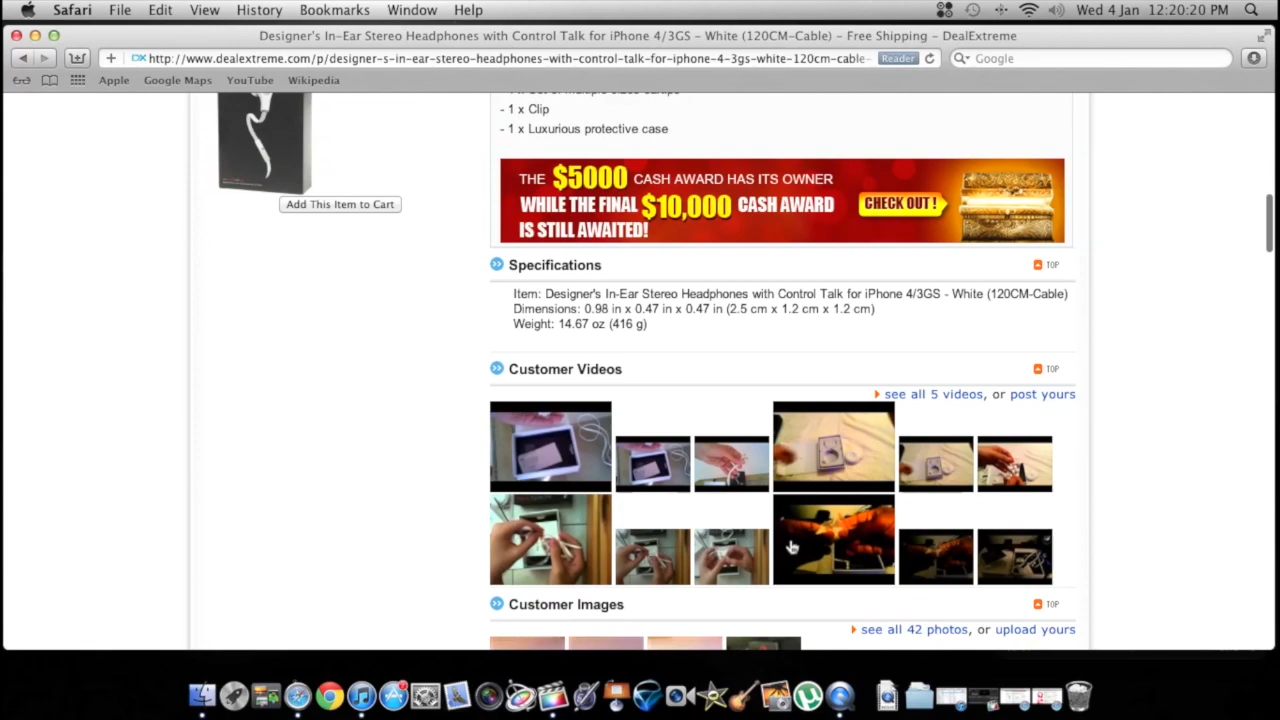 Safari File Edit View History Bookmarks Window Help Wed 4 Jan 12:20:20 PM
Designer's In-Ear Stereo Headphones with Control Talk for iPhone 4/3GS - White (120CM-Cable) - Free Shipping - DealExtreme
DX http://www.dealextreme.com/p/designer-s-in-ear-stereo-headphones-with-control-talk-for-iphone-4-3gs-white-120cm-cable- Reader Google
Apple Google Maps YouTube Wikipedia
- 1 x Clip
- 1 x Luxurious protective case
THE $5000 CASH AWARD HAS ITS OWNER
WHILE THE FINAL $10,000 CASH AWARD
IS STILL AWAITED!
CHECK OUT !
Add This Item to Cart
Specifications TOP
Item: Designer's In-Ear Stereo Headphones with Control Talk for iPhone 4/3GS - White (120CM-Cable)
Dimensions: 0.98 in x 0.47 in x 0.47 in (2.5 cm x 1.2 cm x 1.2 cm)
Weight: 14.67 oz (416 g)
Customer Videos TOP
see all 5 videos, or post yours
Customer Images TOP
see all 42 photos, or upload yours